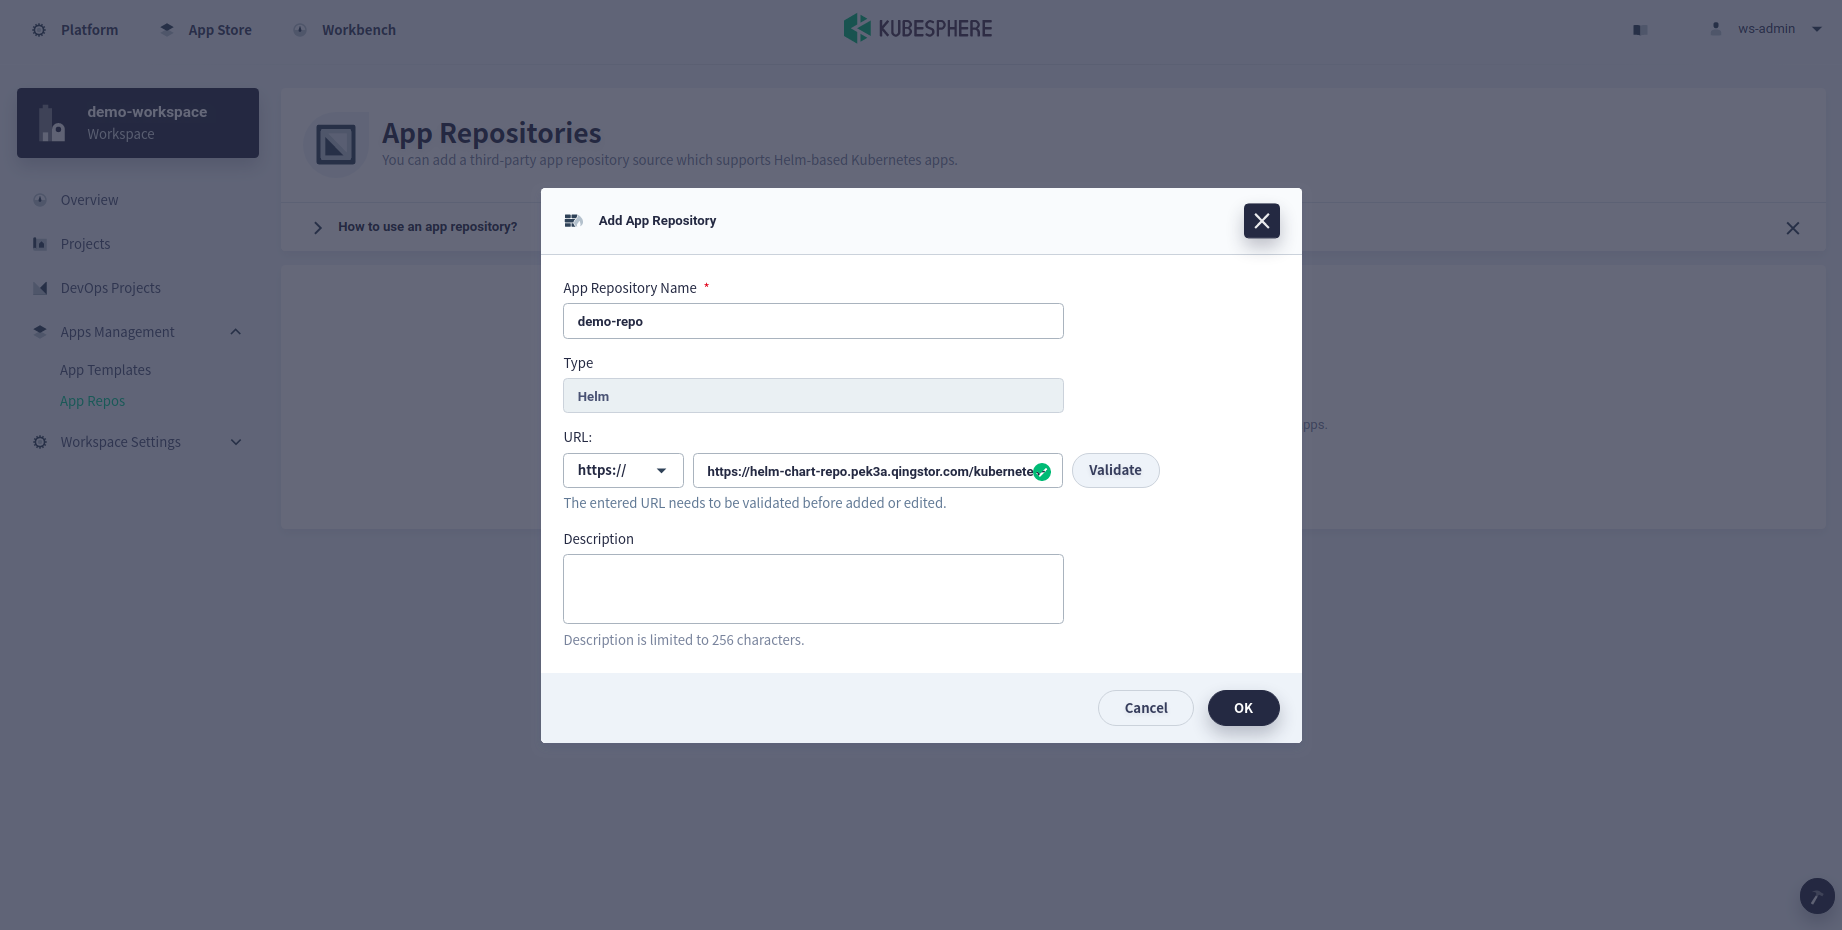 Platform
App Store
Workbench
KUBESPHERE
ws-admin
demo-workspace
Workspace
Overview
Projects
DevOps Projects
Apps Management
App Templates
App Repos
Workspace Settings
App Repositories
You can add a third-party app repository source which supports Helm-based Kubernetes apps.
How to use an app repository?
pps.
Add App Repository
App Repository Name *
demo-repo
Type
Helm
URL:
https://
https://helm-chart-repo.pek3a.qingstor.com/kubernete
Validate
The entered URL needs to be validated before added or edited.
Description
Description is limited to 256 characters.
Cancel
OK